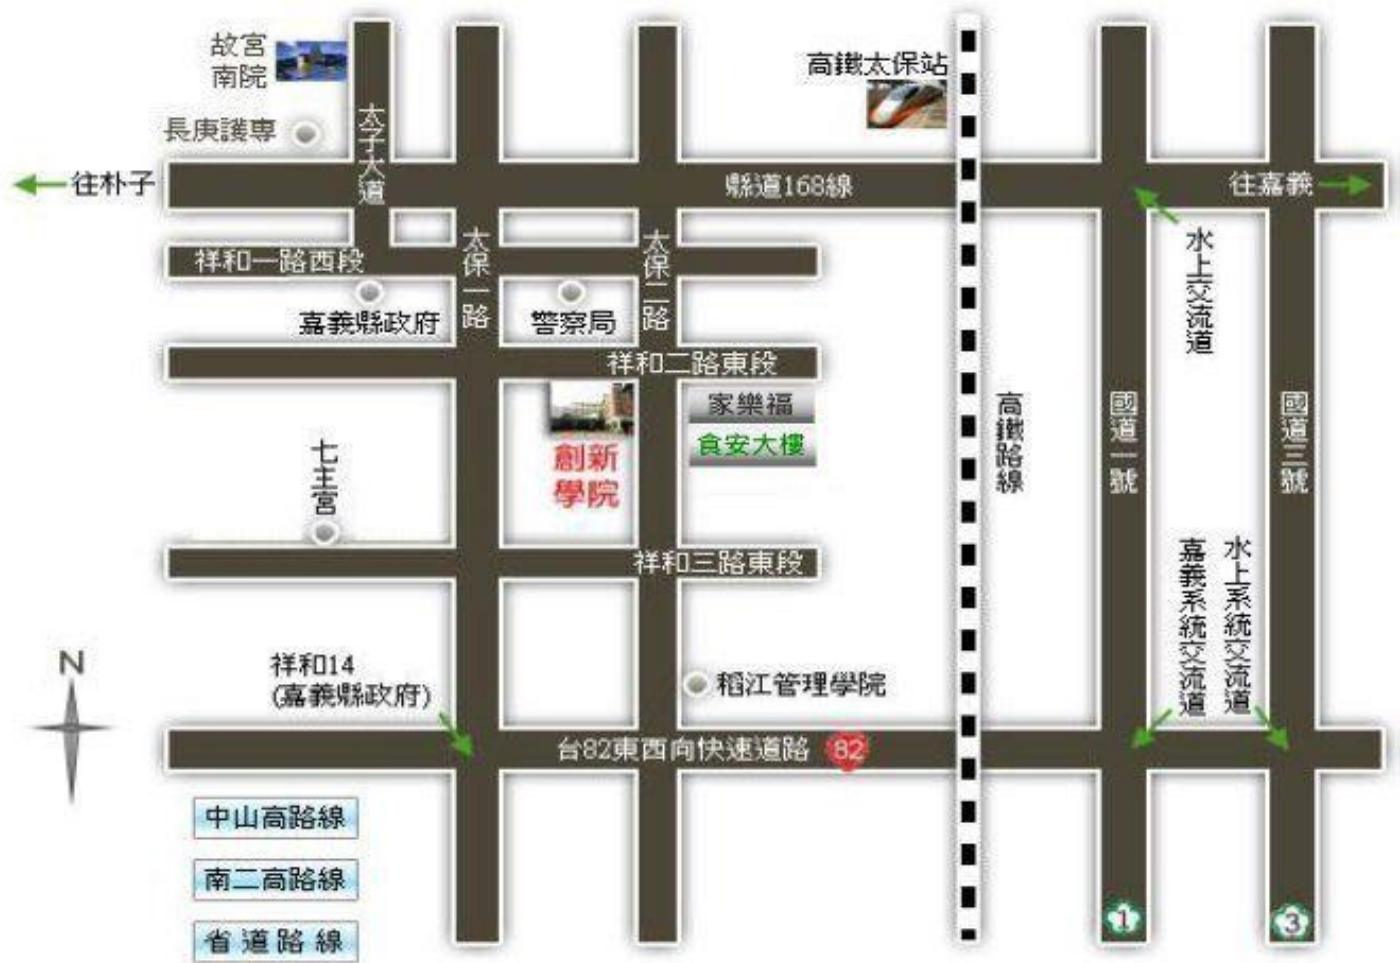 故宮
南院
高鐵太保站
長庚護專
太子大道
往朴子
縣道168線
往嘉義
祥和一路西段
太保一路
太保二路
水上交流道
嘉義縣政府
警察局
祥和二路東段
家樂福
食安大樓
創新
學院
七主宮
高鐵路線
國道一號
國道三號
祥和三路東段
嘉義系統交流道
水上系統交流道
N
祥和14
(嘉義縣政府)
稻江管理學院
台82東西向快速道路
82
中山高路線
南二高路線
省道路線
1
3